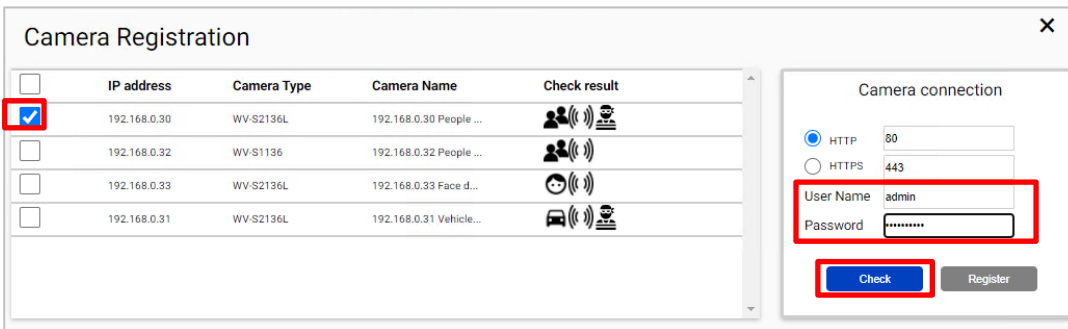 Camera Registration
IP address Camera Type Camera Name Check result
192.168.0.30 WV-S2136L 192.168.0.30 People ...
192.168.0.32 WV-S1136 192.168.0.32 People ...
192.168.0.33 WV-S2136L 192.168.0.33 Face d...
192.168.0.31 WV-S2136L 192.168.0.31 Vehicle...
Camera connection
HTTP 80
HTTPS 443
User Name admin
Password ••••••••••
Check Register